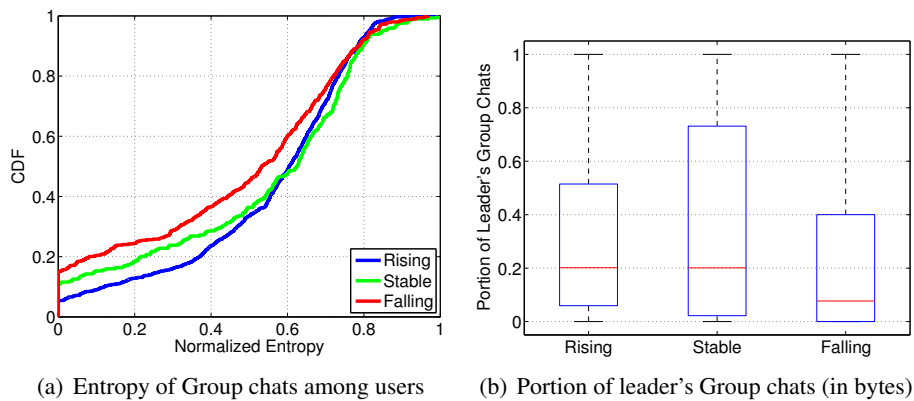 1
0.8
0.6
0.4
0.2
0
CDF
0 0.2 0.4 0.6 0.8 1
Normalized Entropy
Rising
Stable
Falling
(a) Entropy of Group chats among users
1
0.8
0.6
0.4
0.2
0
Portion of Leader's Group Chats
Rising Stable Falling
(b) Portion of leader's Group chats (in bytes)